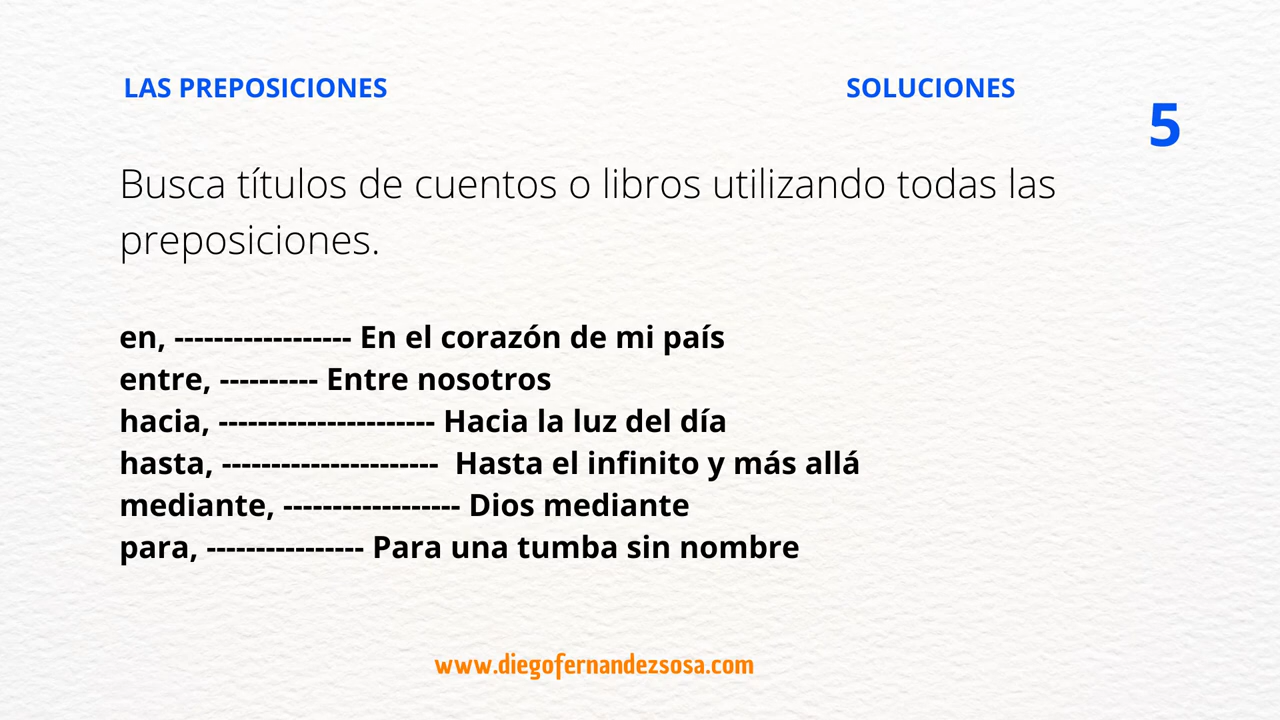 LAS PREPOSICIONES
SOLUCIONES
5
Busca títulos de cuentos o libros utilizando todas las
preposiciones.
en, ------------------ En el corazón de mi país
entre, ---------- Entre nosotros
hacia, ---------------------- Hacia la luz del día
hasta, ----------------------  Hasta el infinito y más allá
mediante, ------------------ Dios mediante
para, ---------------- Para una tumba sin nombre
www.diegofernandezsosa.com